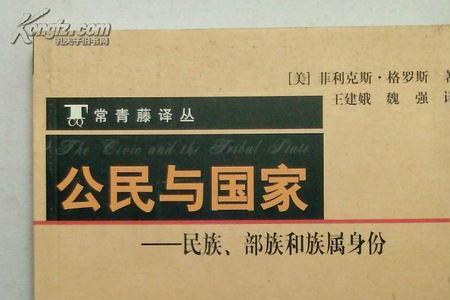 Kongfz.com
孔夫子旧书网
[美] 菲利克斯·格罗斯
王建娥 魏强
CQ
常青藤译丛
The Civic and the Tribal State
公民与国家
——民族、部族和族属身份